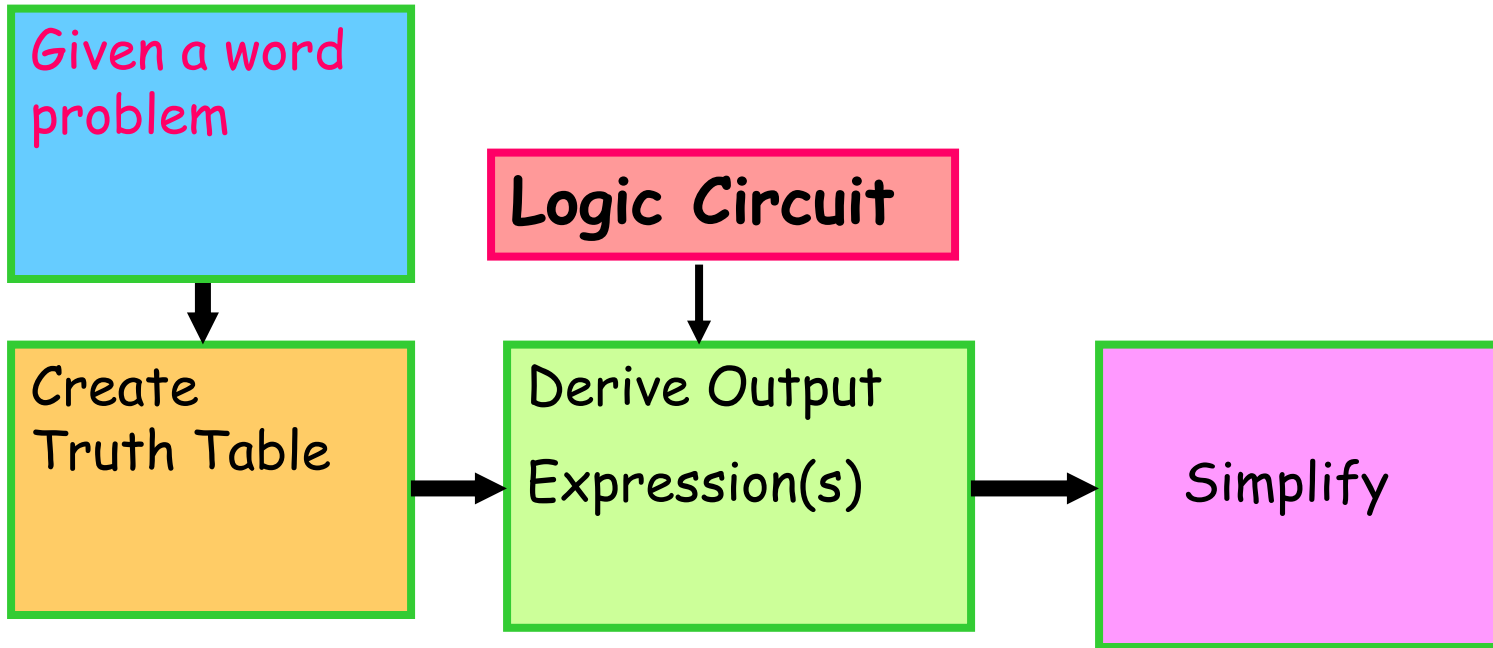 Given a word
problem
Logic Circuit
Create
Truth Table
Derive Output
Expression(s)
Simplify